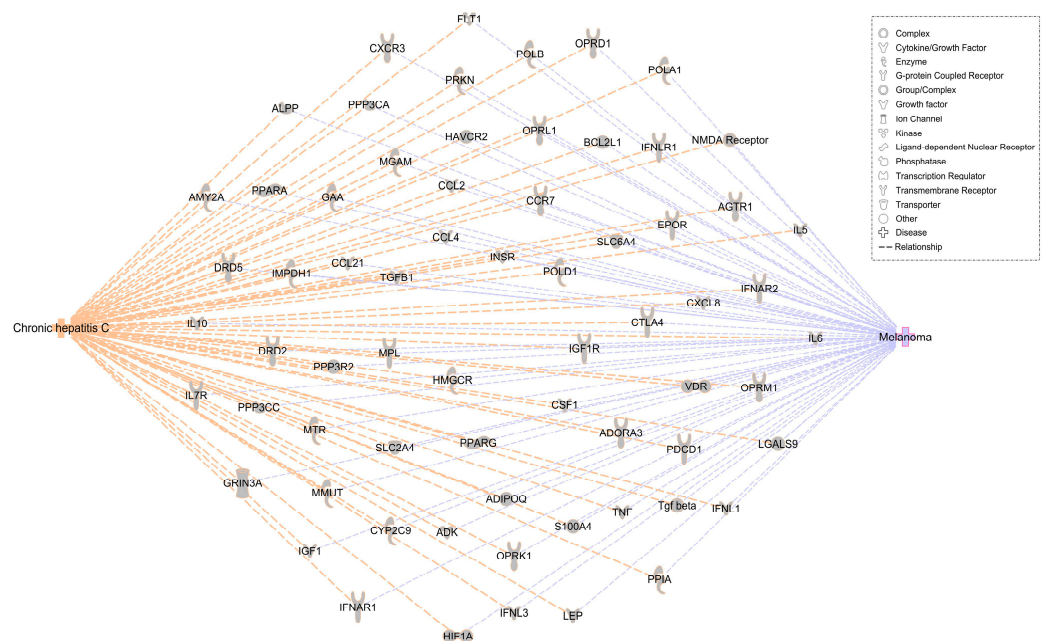 FLT1
CXCR3
OPRD1
POLB
POLA1
PRKN
ALPP
PPP3CA
OPRL1
HAVCR2
BCL2L1
IFNLR1
NMDA Receptor
MGAM
CCL2
AMY2A
PPARA
GAA
CCR7
AGTR1
EPOR
IL5
CCL4
SLC6A4
INSR
DRD5
IMPDH1
CCL21
TGFB1
POLD1
IFNAR2
CXCL8
Chronic hepatitis C
IL10
CTLA4
IL6
Melanoma
DRD2
MPL
IGF1R
PPP3R2
HMGCR
VDR
OPRM1
IL7R
PPP3CC
CSF1
MTR
ADORA3
SLC2A4
PPARG
PDCD1
LGALS9
GRIN3A
MMUT
ADIPOQ
TNF
Tgf beta
IFNL1
S100A4
CYP2C9
ADK
IGF1
OPRK1
PPIA
IFNAR1
IFNL3
LEP
HIF1A
Complex
Cytokine/Growth Factor
Enzyme
G-protein Coupled Receptor
Group/Complex
Growth factor
Ion Channel
Kinase
Ligand-dependent Nuclear Receptor
Phosphatase
Transcription Regulator
Transmembrane Receptor
Transporter
Other
Disease
Relationship